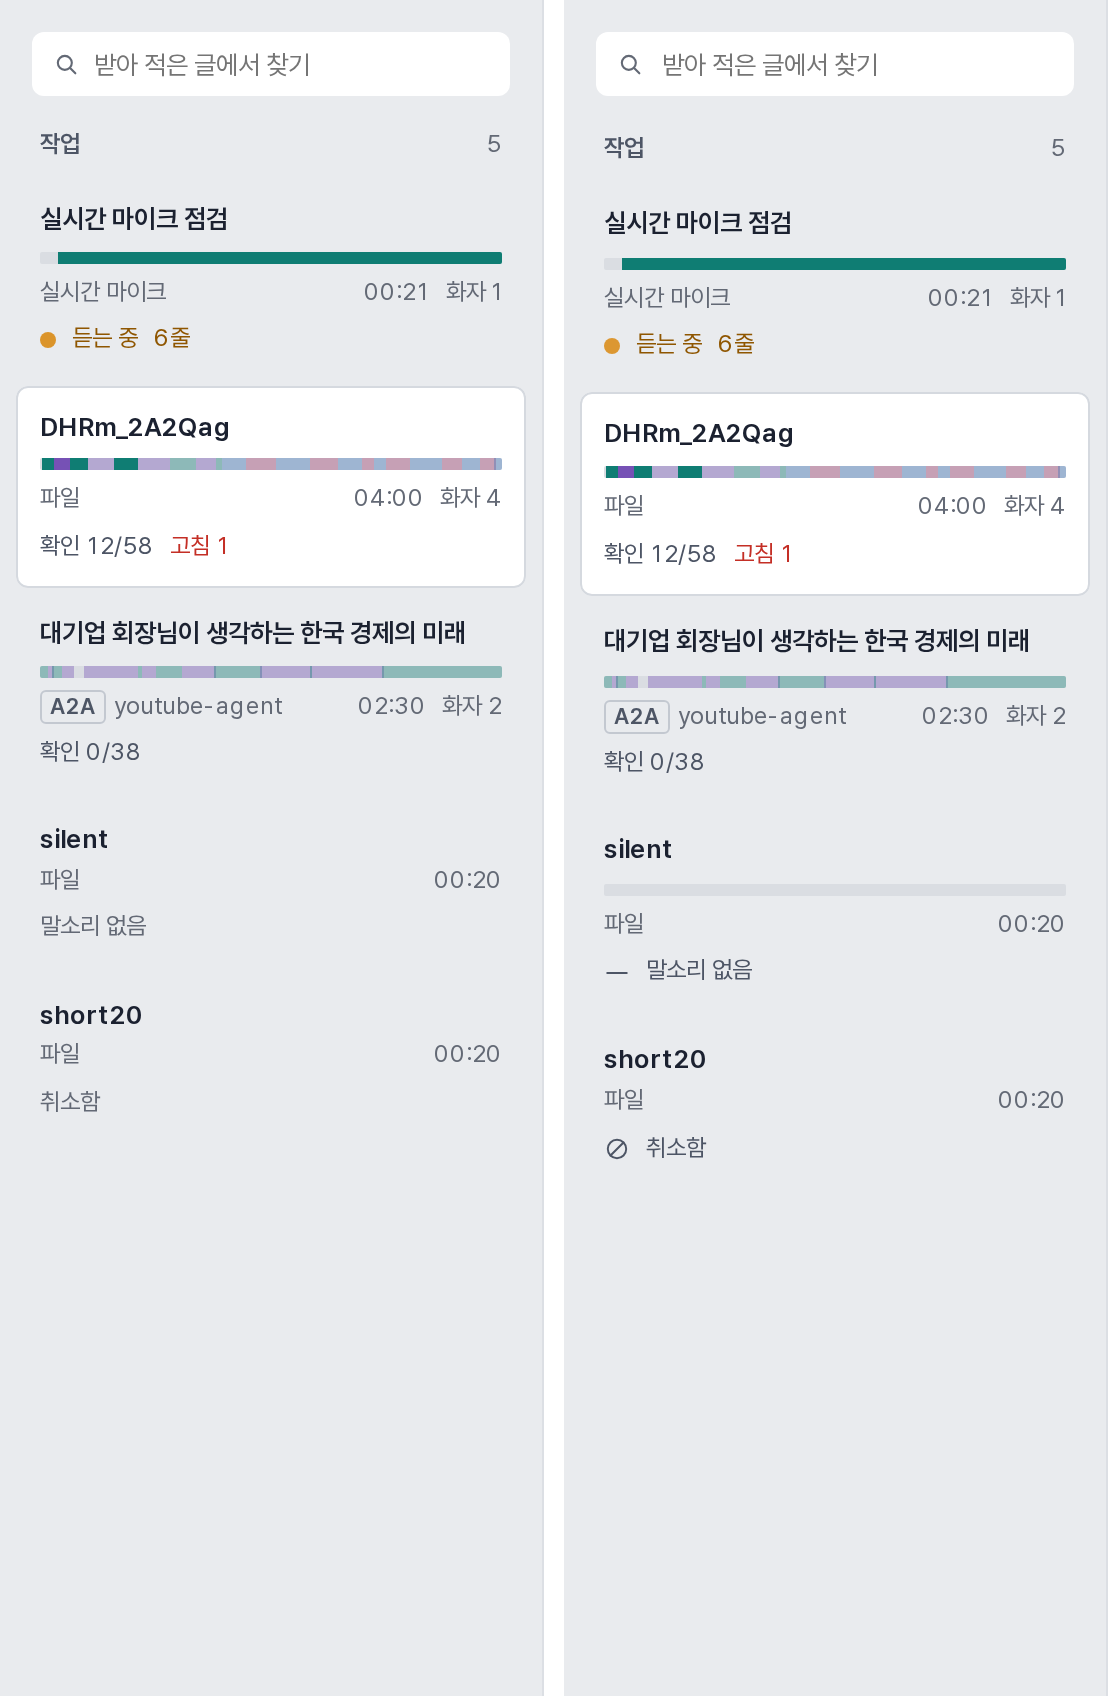 받아 적은 글에서 찾기
작업 5
실시간 마이크 점검
실시간 마이크 00:21 화자 1
듣는 중 6줄
DHRm_2A2Qag
파일 04:00 화자 4
확인 12/58 고침 1
대기업 회장님이 생각하는 한국 경제의 미래
A2A youtube-agent 02:30 화자 2
확인 0/38
silent
파일 00:20
말소리 없음
short20
파일 00:20
취소함
받아 적은 글에서 찾기
작업 5
실시간 마이크 점검
실시간 마이크 00:21 화자 1
듣는 중 6줄
DHRm_2A2Qag
파일 04:00 화자 4
확인 12/58 고침 1
대기업 회장님이 생각하는 한국 경제의 미래
A2A youtube-agent 02:30 화자 2
확인 0/38
silent
파일 00:20
— 말소리 없음
short20
파일 00:20
취소함